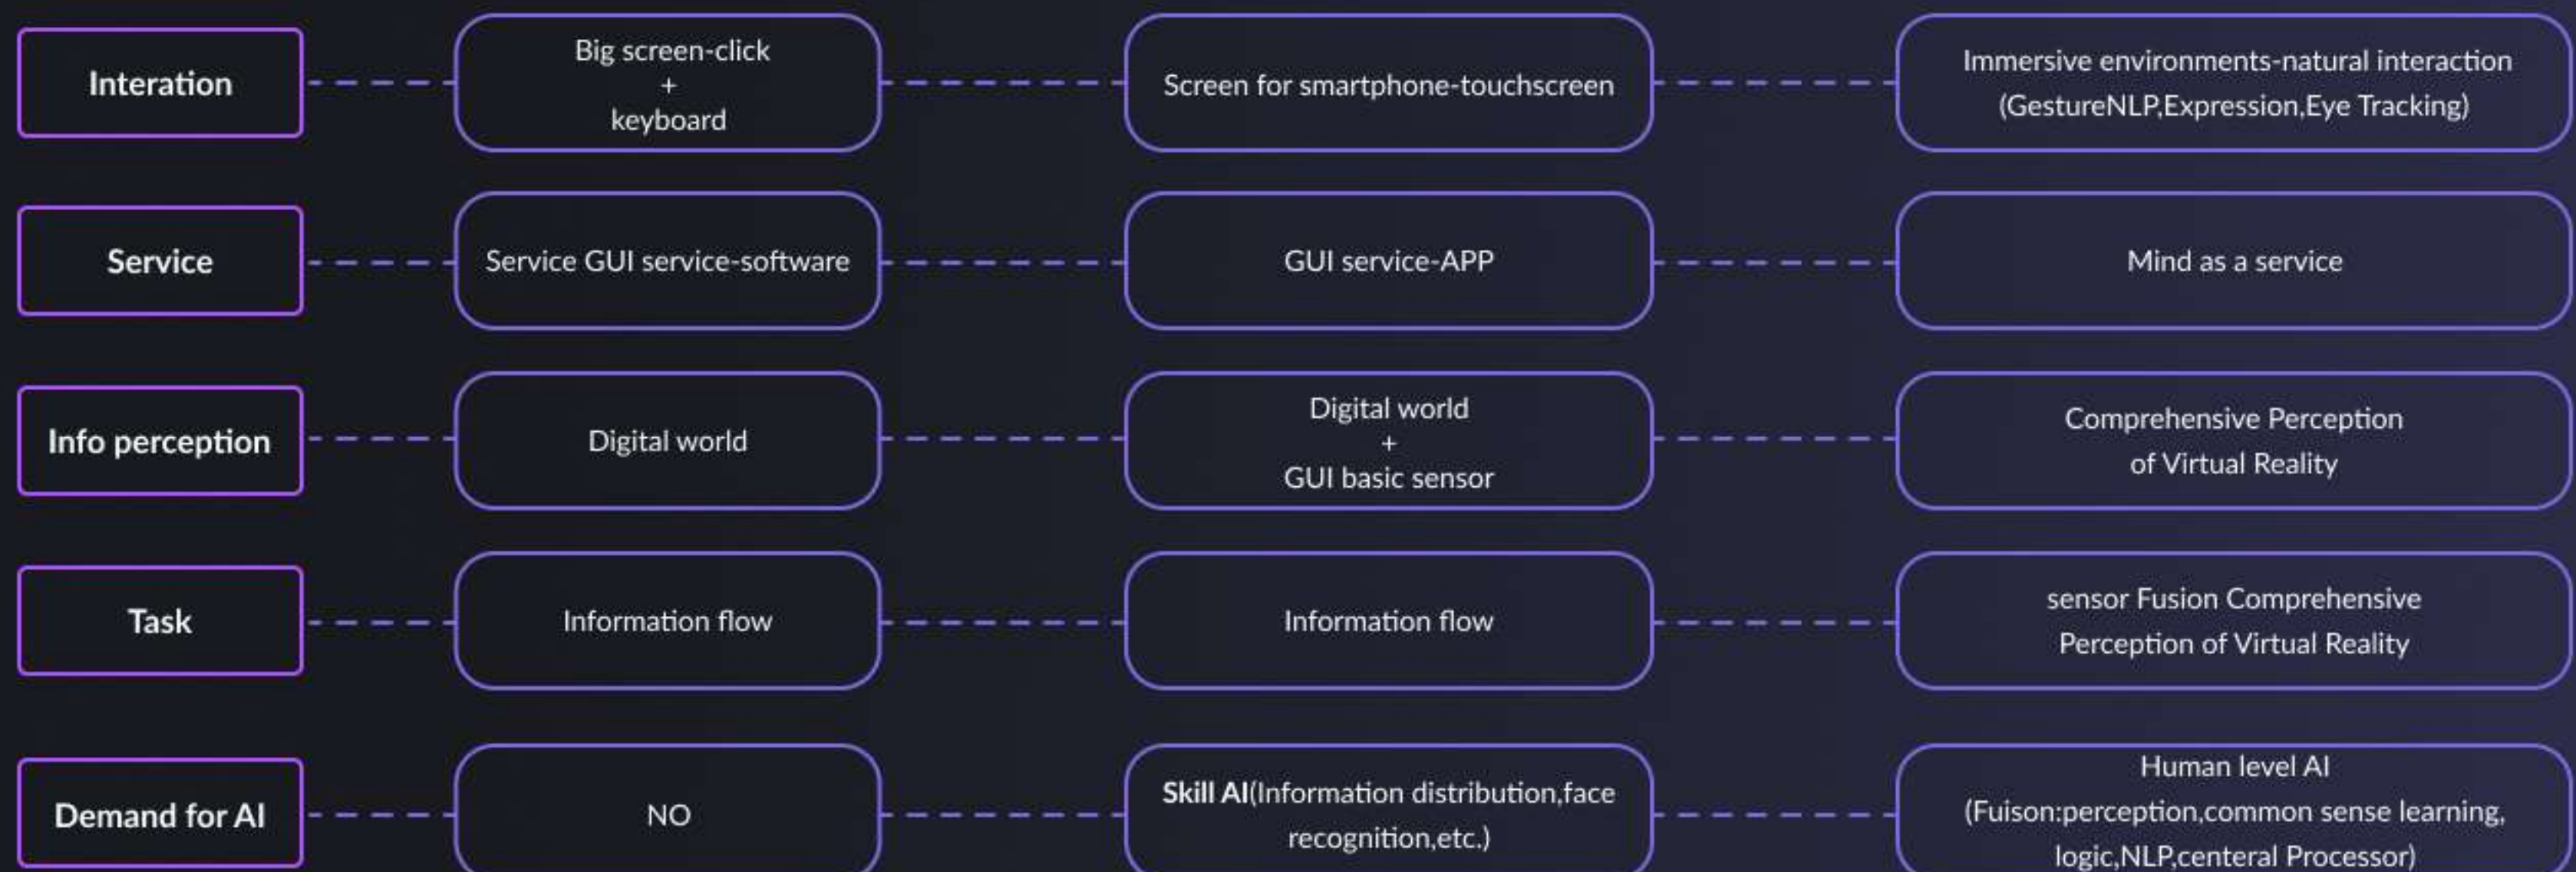 Interation
Big screen-click
+
keyboard
Screen for smartphone-touchscreen
Immersive environments-natural interaction
(GestureNLP,Expression,Eye Tracking)
Service
Service GUI service-software
GUI service-APP
Mind as a service
Info perception
Digital world
Digital world
+
GUI basic sensor
Comprehensive Perception
of Virtual Reality
Task
Information flow
Information flow
sensor Fusion Comprehensive
Perception of Virtual Reality
Demand for AI
NO
Skill AI(Information distribution,face
recognition,etc.)
Human level AI
(Fuison:perception,common sense learning,
logic,NLP,centeral Processor)